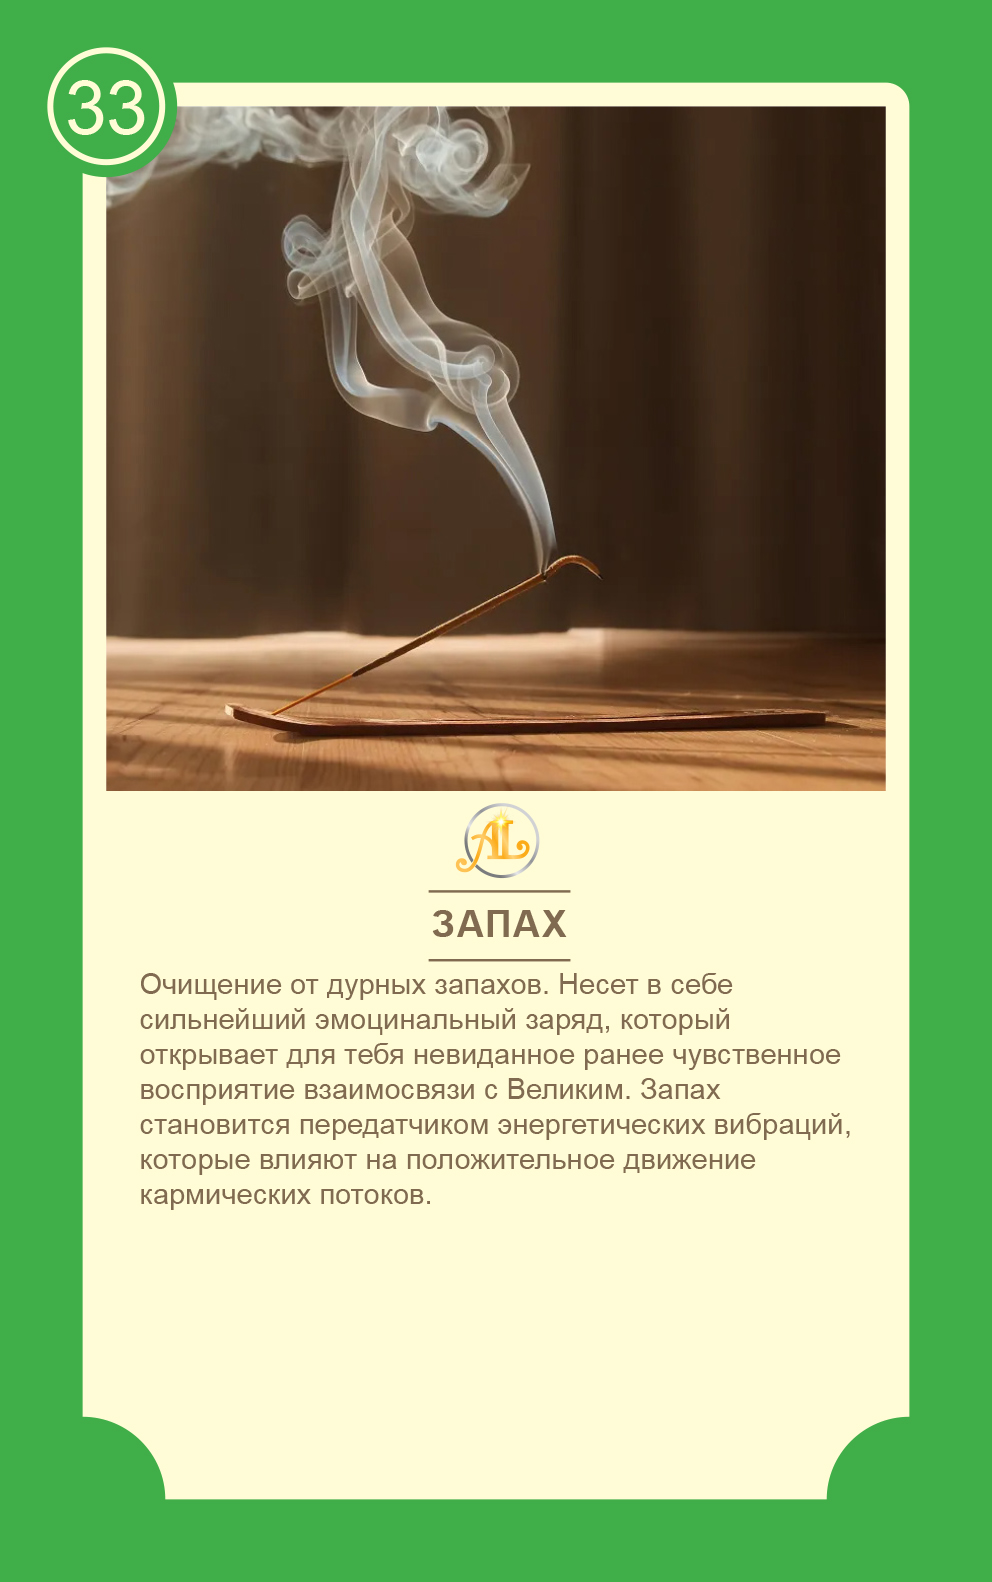 33
AL
ЗАПАХ
Очищение от дурных запахов. Несет в себе
сильнейший эмоцинальный заряд, который
открывает для тебя невиданное ранее чувственное
восприятие взаимосвязи с Великим. Запах
становится передатчиком энергетических вибраций,
которые влияют на положительное движение
кармических потоков.